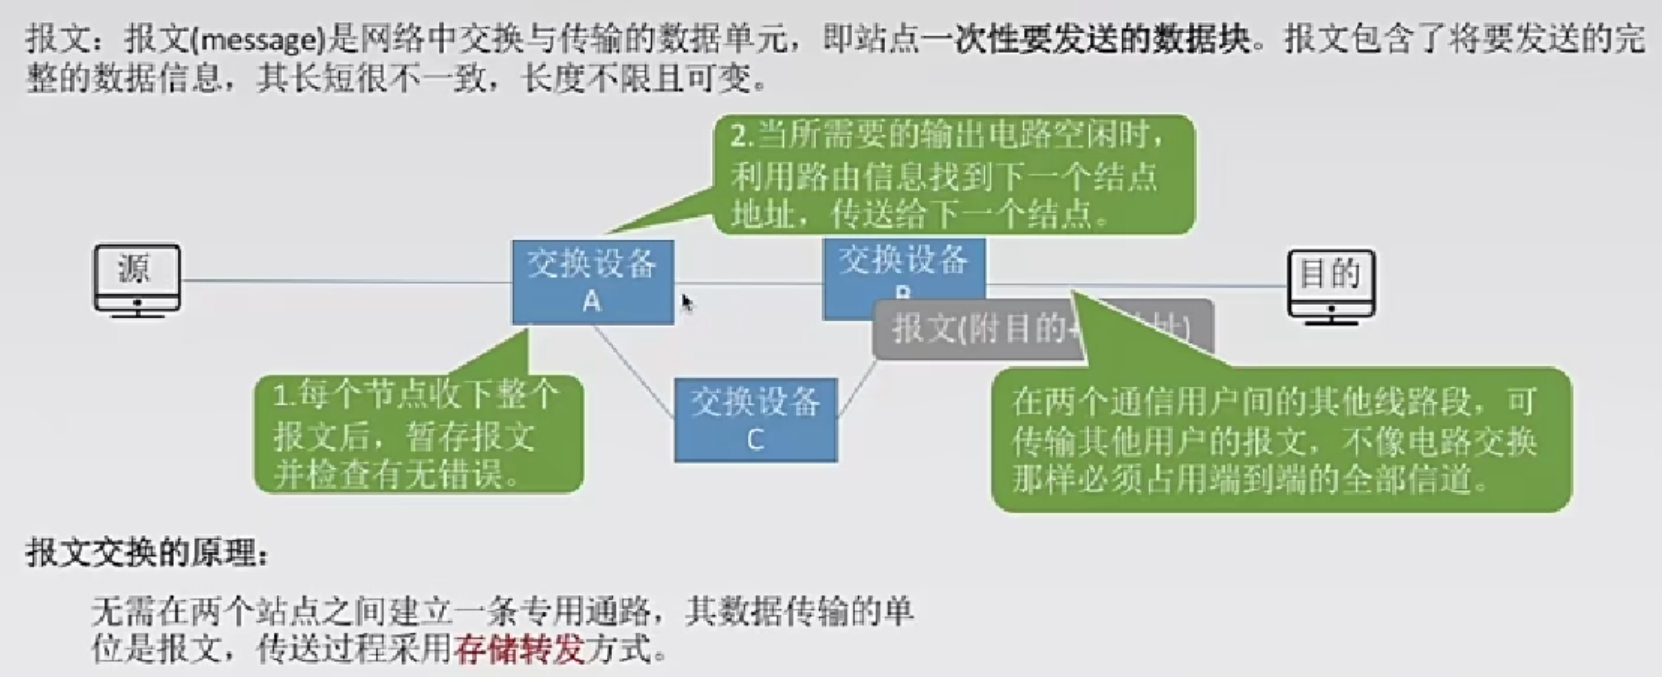 报文：报文(message)是网络中交换与传输的数据单元，即站点一次性要发送的数据块。报文包含了将要发送的完
整的数据信息，其长短很不一致，长度不限且可变。
2.当所需要的输出电路空闲时，
利用路由信息找到下一个结点
地址，传送给下一个结点。
源
交换设备
A
交换设备
B
目的
报文(附目的+
址)
1.每个节点收下整个
报文后，暂存报文
并检查有无错误。
交换设备
C
在两个通信用户间的其他线路段，可
传输其他用户的报文，不像电路交换
那样必须占用端到端的全部信道。
报文交换的原理：
无需在两个站点之间建立一条专用通路，其数据传输的单
位是报文，传送过程采用存储转发方式。